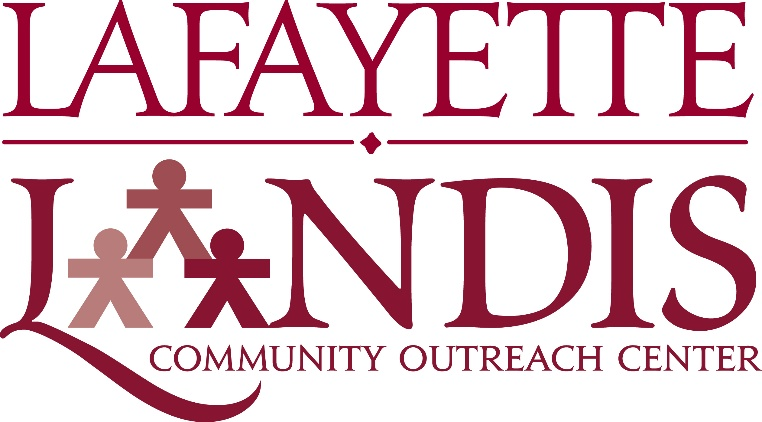 LAFAYETTE
LANDIS
COMMUNITY OUTREACH CENTER